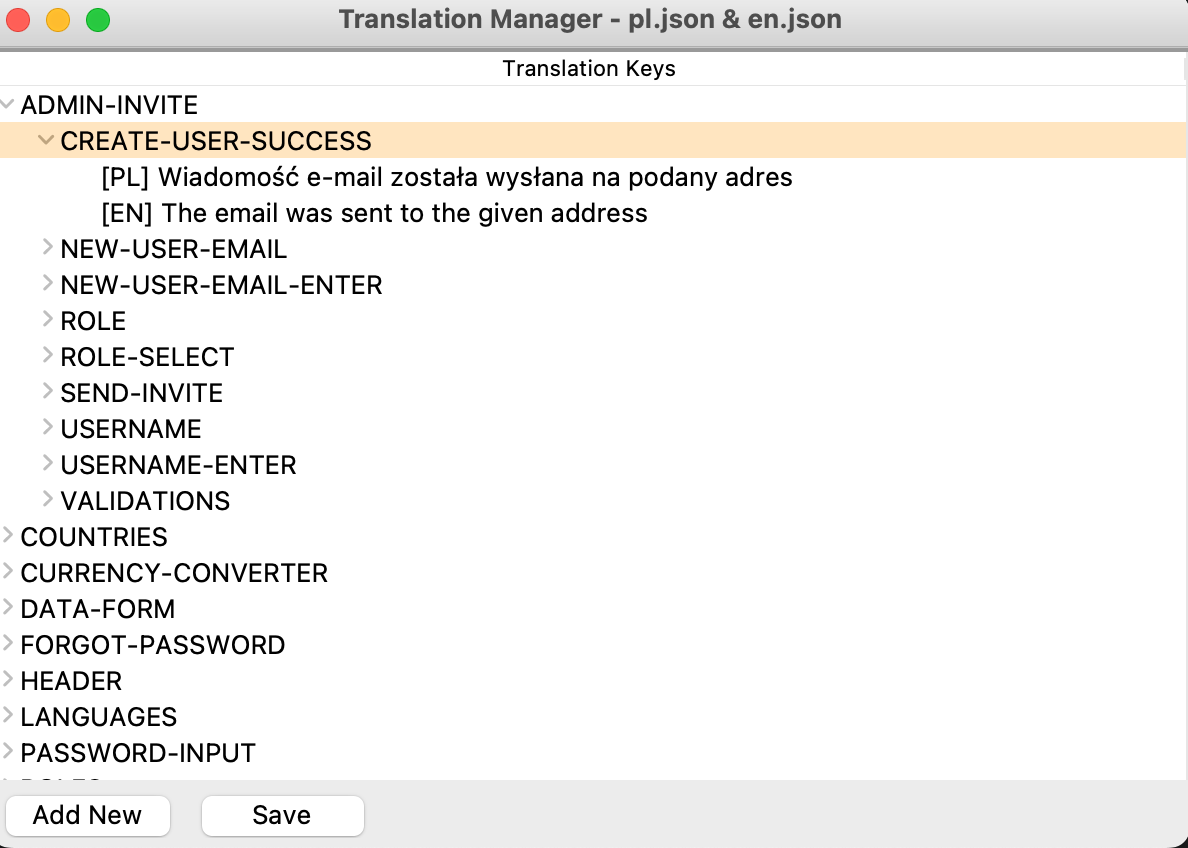 Translation Manager - pl.json & en.json
Translation Keys
ADMIN-INVITE
CREATE-USER-SUCCESS
[PL] Wiadomość e-mail została wysłana na podany adres
[EN] The email was sent to the given address
NEW-USER-EMAIL
NEW-USER-EMAIL-ENTER
ROLE
ROLE-SELECT
SEND-INVITE
USERNAME
USERNAME-ENTER
VALIDATIONS
COUNTRIES
CURRENCY-CONVERTER
DATA-FORM
FORGOT-PASSWORD
HEADER
LANGUAGES
PASSWORD-INPUT
Add New
Save